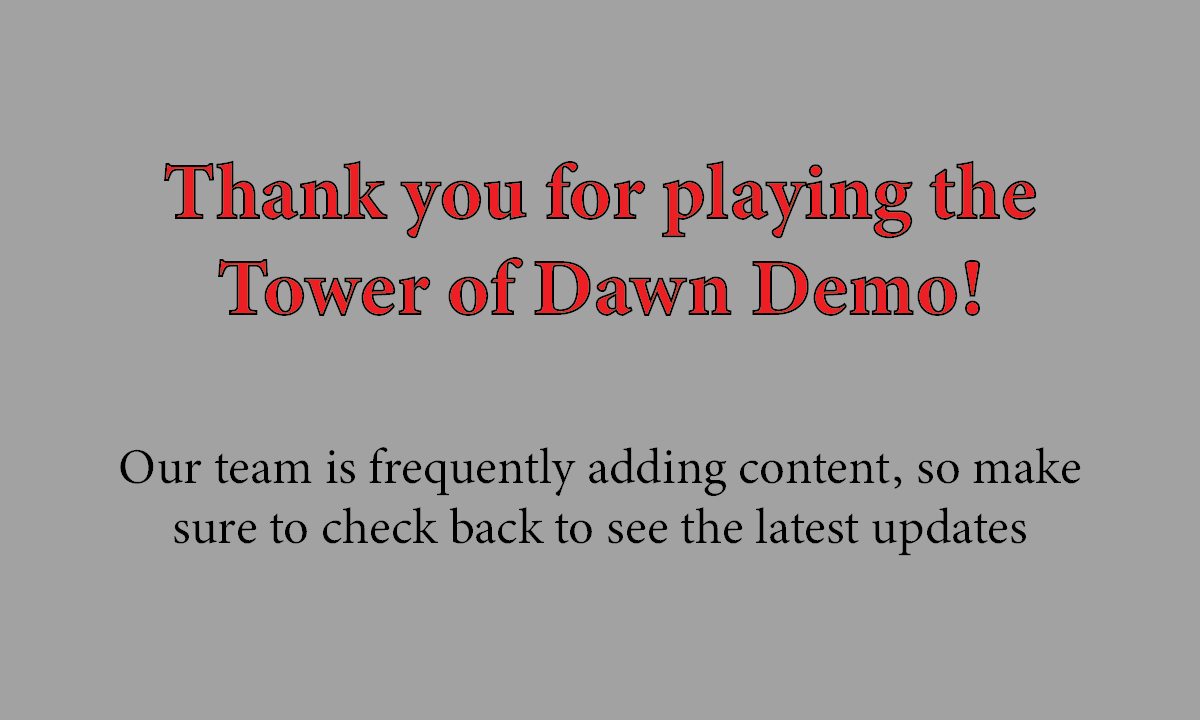 Thank you for playing the
Tower of Dawn Demo!
Our team is frequently adding content, so make
sure to check back to see the latest updates